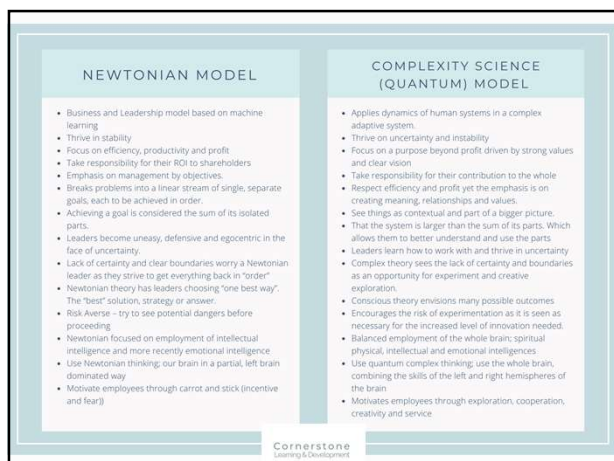 NEWTONIAN MODEL
• Business and Leadership model based on machine
learning
• Thrive in stability
• Focus on efficiency, productivity and profit
• Take responsibility for their ROI to shareholders
• Emphasis on management by objectives.
• Breaks problems into a linear stream of single, separate
goals, each to be achieved in order.
• Achieving a goal is considered the sum of its isolated
parts.
• Leaders become uneasy, defensive and egocentric in the
face of uncertainty.
• Lack of certainty and clear boundaries worry a Newtonian
leader as they strive to get everything back in “order”
• Newtonian theory has leaders choosing “one best way”.
The “best” solution, strategy or answer.
• Risk Averse – try to see potential dangers before
proceeding
• Newtonian focused on employment of intellectual
intelligence and more recently emotional intelligence
• Use Newtonian thinking; our brain in a partial, left brain
dominated way
• Motivate employees through carrot and stick (incentive
and fear))
COMPLEXITY SCIENCE
(QUANTUM) MODEL
• Applies dynamics of human systems in a complex
adaptive system.
• Thrive on uncertainty and instability
• Focus on a purpose beyond profit driven by strong values
and clear vision
• Take responsibility for their contribution to the whole
• Respect efficiency and profit yet the emphasis is on
creating meaning, relationships and values.
• See things as contextual and part of a bigger picture.
• That the system is larger than the sum of its parts. Which
allows them to better understand and use the parts
• Leaders learn how to work with and thrive in uncertainty
• Complex theory sees the lack of certainty and boundaries
as an opportunity for experiment and creative
exploration.
• Conscious theory envisions many possible outcomes
• Encourages the risk of experimentation as it is seen as
necessary for the increased level of innovation needed.
• Balanced employment of the whole brain; spiritual
physical, intellectual and emotional intelligences
• Use quantum complex thinking; use the whole brain,
combining the skills of the left and right hemispheres of
the brain
• Motivates employees through exploration, cooperation,
creativity and service
Cornerstone
Learning & Development